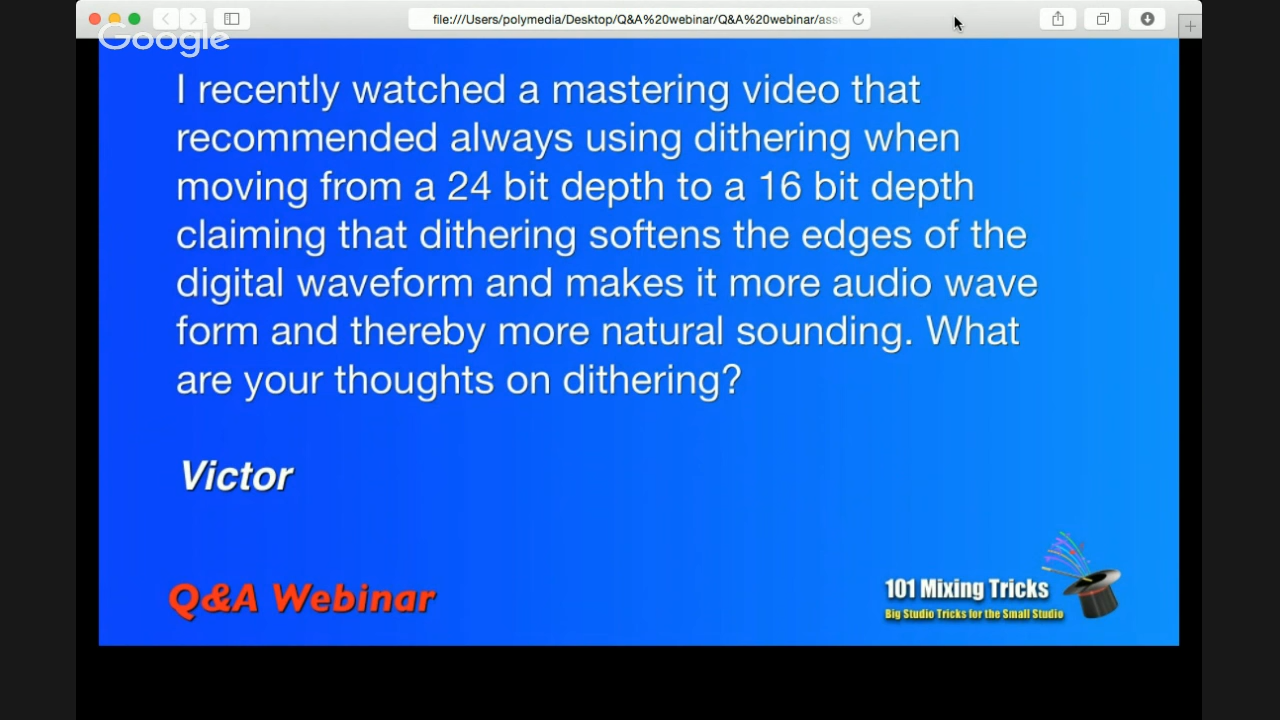 file:///Users/polymedia/Desktop/Q&A%20webinar/Q&A%20webinar/asse
Google
I recently watched a mastering video that
recommended always using dithering when
moving from a 24 bit depth to a 16 bit depth
claiming that dithering softens the edges of the
digital waveform and makes it more audio wave
form and thereby more natural sounding. What
are your thoughts on dithering?
Victor
Q&A Webinar
101 Mixing Tricks
Big Studio Tricks for the Small Studio